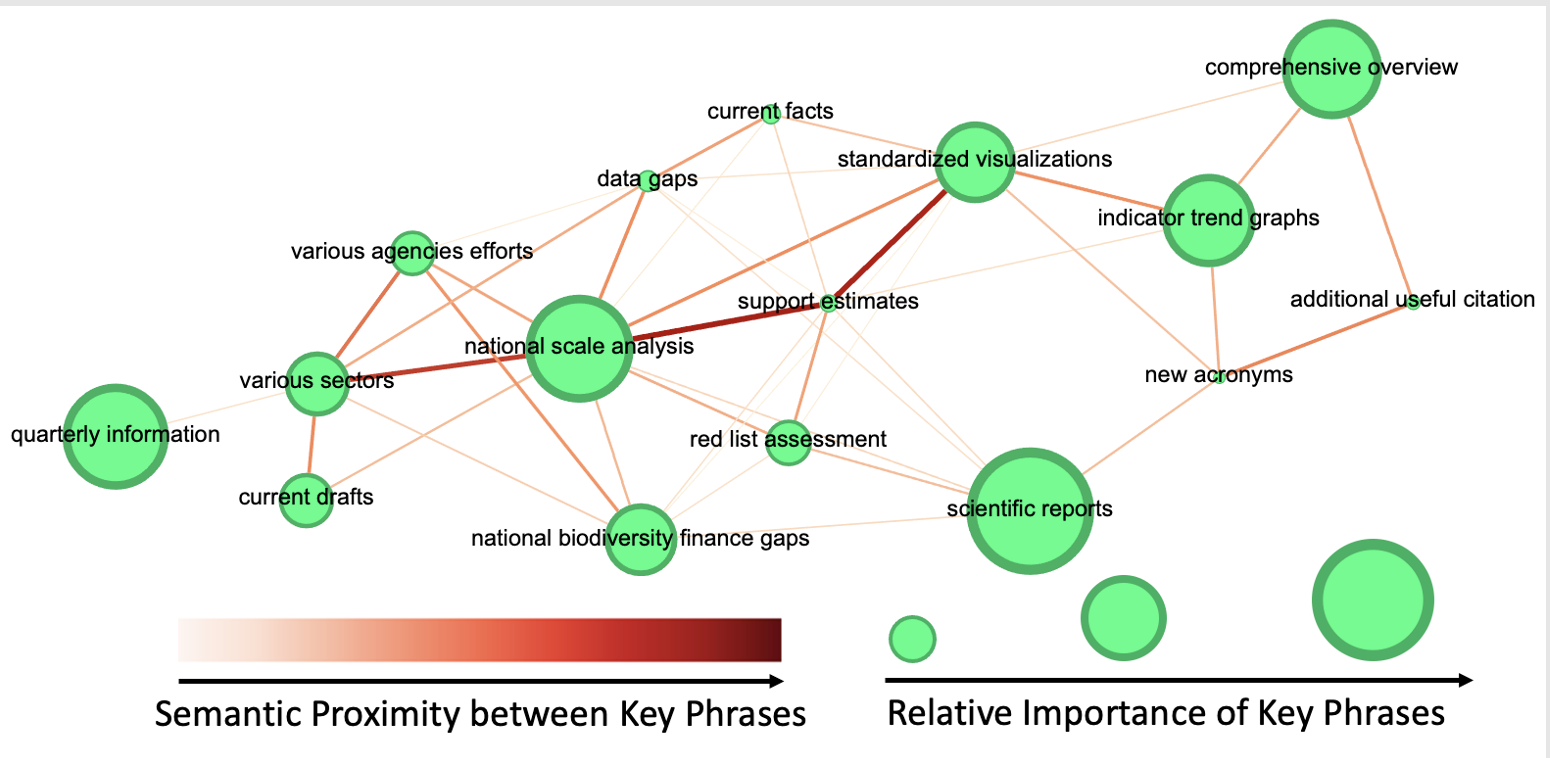 comprehensive overview
current facts
standardized visualizations
data gaps
indicator trend graphs
various agencies efforts
support estimates
additional useful citation
national scale analysis
new acronyms
various sectors
quarterly information
red list assessment
current drafts
scientific reports
national biodiversity finance gaps
Semantic Proximity between Key Phrases
Relative Importance of Key Phrases